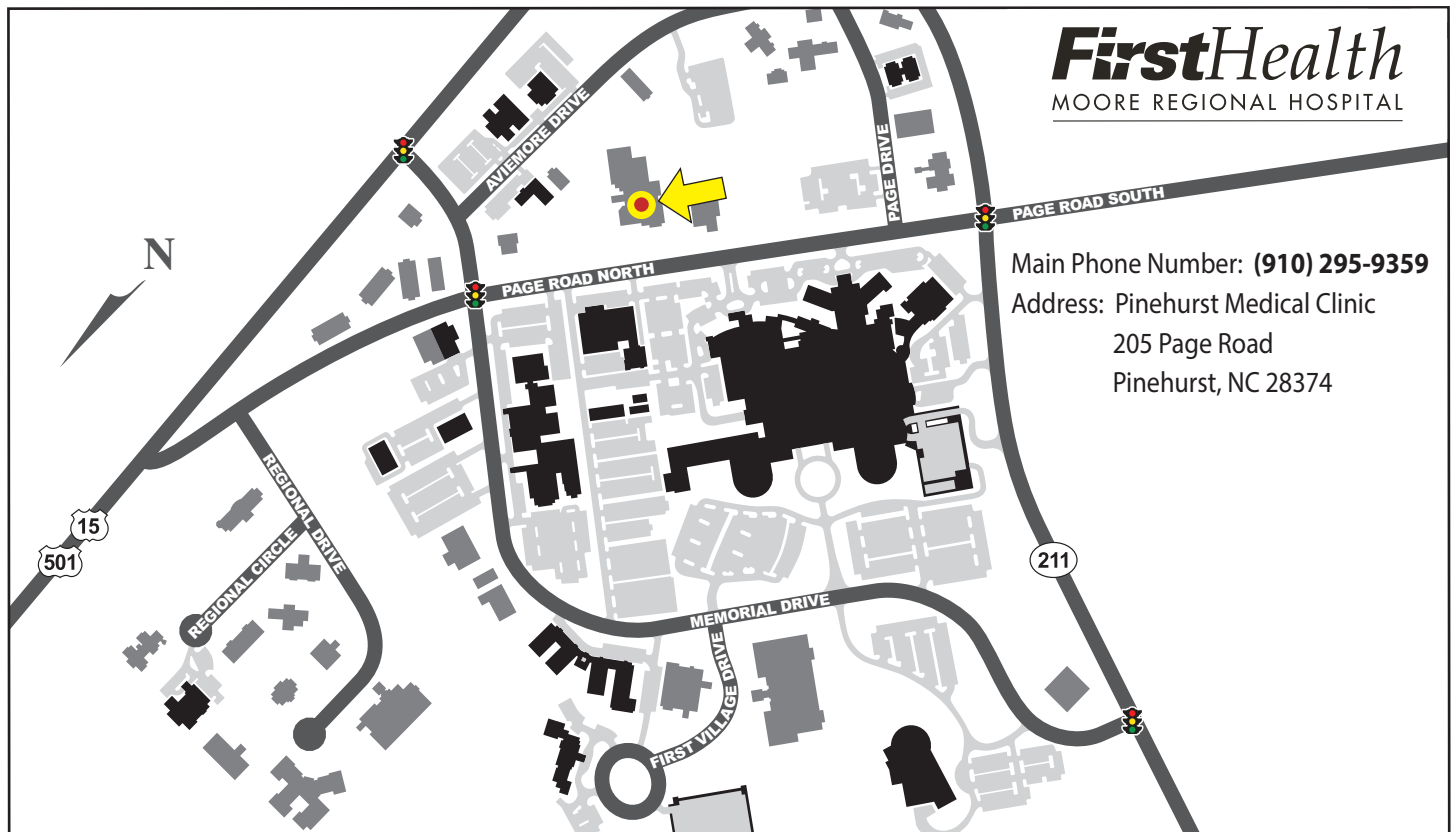 FirstHealth
MOORE REGIONAL HOSPITAL
AVIEMORE DRIVE
PAGE DRIVE
PAGE ROAD SOUTH
N
PAGE ROAD NORTH
Main Phone Number: (910) 295-9359
Address: Pinehurst Medical Clinic
205 Page Road
Pinehurst, NC 28374
REGIONAL DRIVE
15
501
REGIONAL CIRCLE
211
MEMORIAL DRIVE
FIRST VILLAGE DRIVE